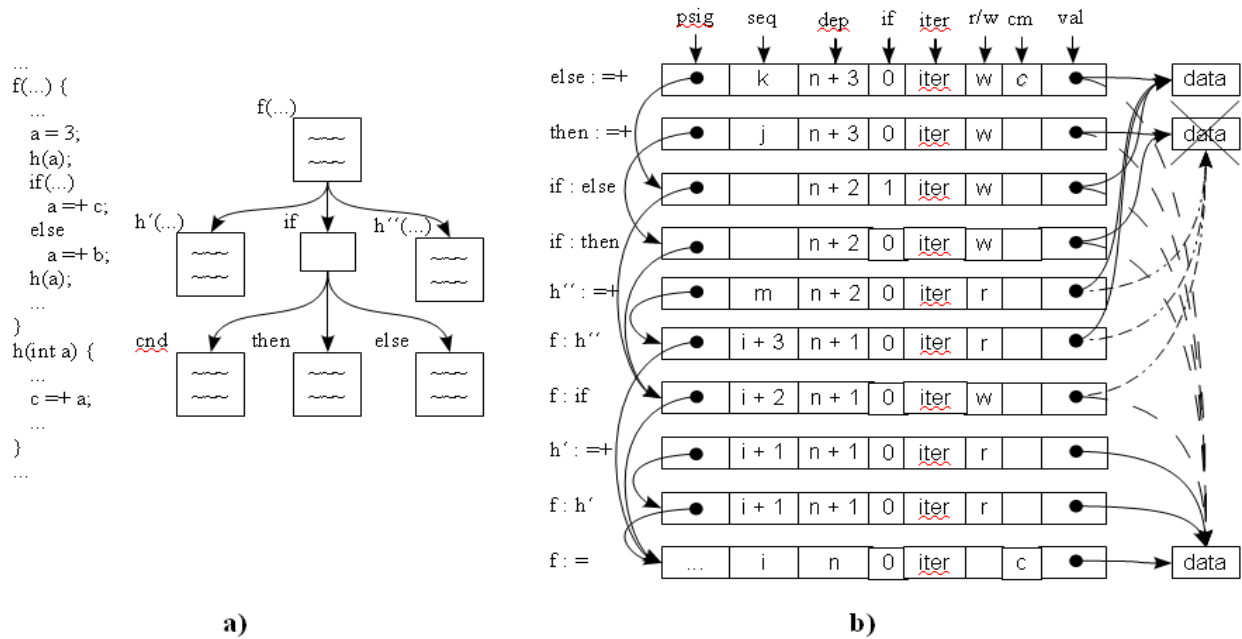 ...
f(...) {
...
a = 3;
h(a);
if(...)
a =+ c;
else
a =+ b;
h(a);
...
}
h(int a) {
...
c =+ a;
...
}
...
f(...)
h´(...) if h´´(...)
cnd then else
a)
psig seq dep if iter r/w cm val
else : =+ k n + 3 0 iter w c data
then : =+ j n + 3 0 iter w data
if : else n + 2 1 iter w
if : then n + 2 0 iter w
h´´ : =+ m n + 2 0 iter r
f : h´´ i + 3 n + 1 0 iter r
f : if i + 2 n + 1 0 iter w
h´ : =+ i + 1 n + 1 0 iter r
f : h´ i + 1 n + 1 0 iter r
f : = ... i n 0 iter c data
b)